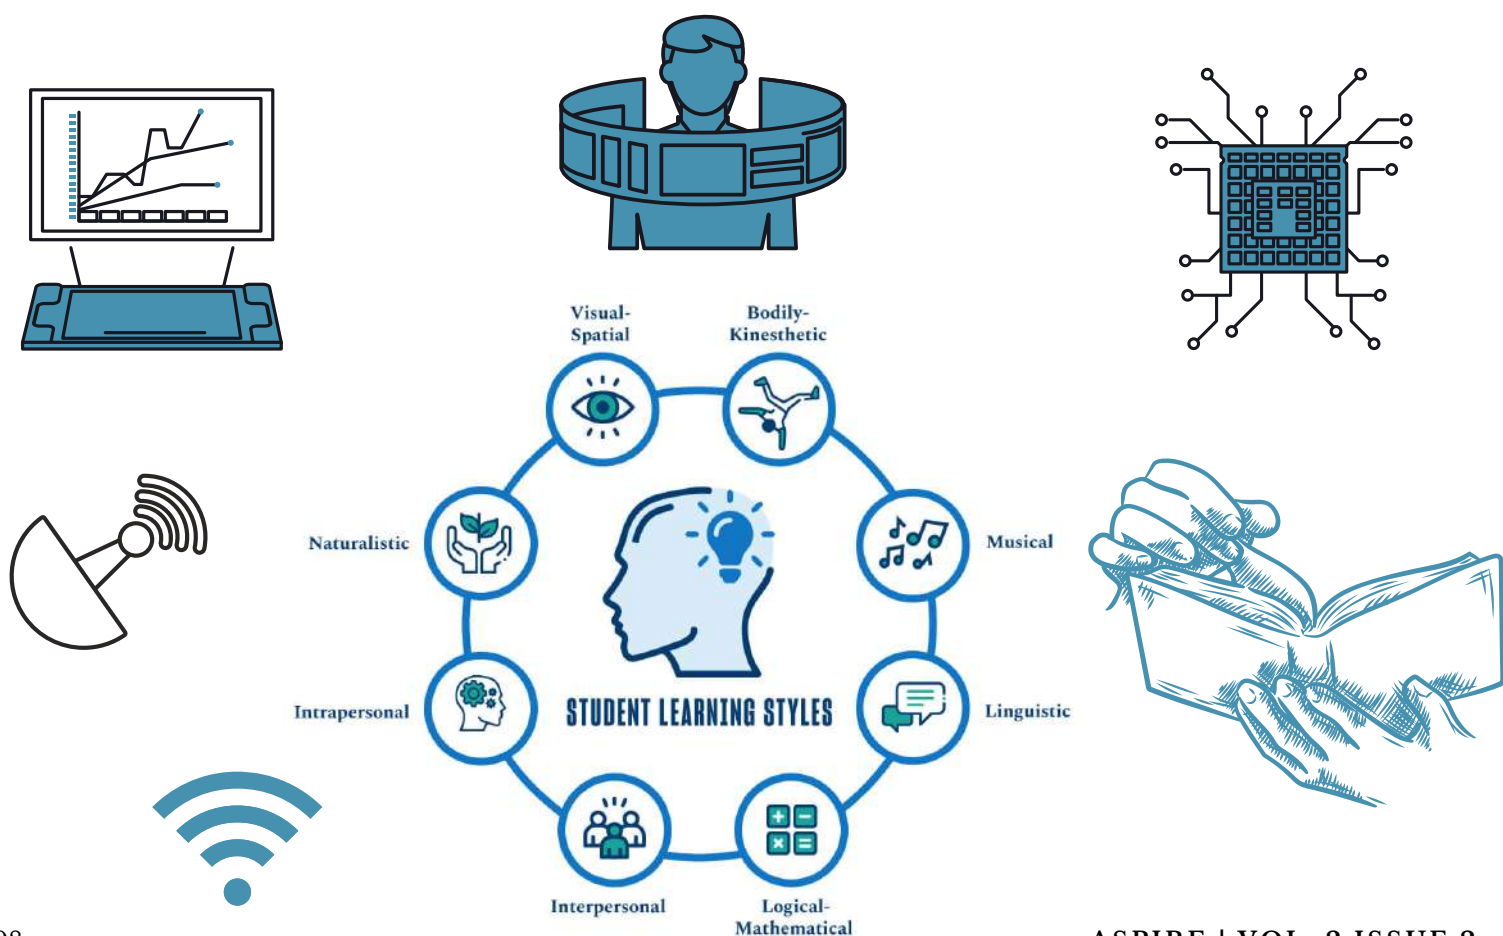 Visual-
Spatial
Bodily-
Kinesthetic
Naturalistic
Musical
Intrapersonal
STUDENT LEARNING STYLES
Linguistic
Interpersonal
Logical-
Mathematical